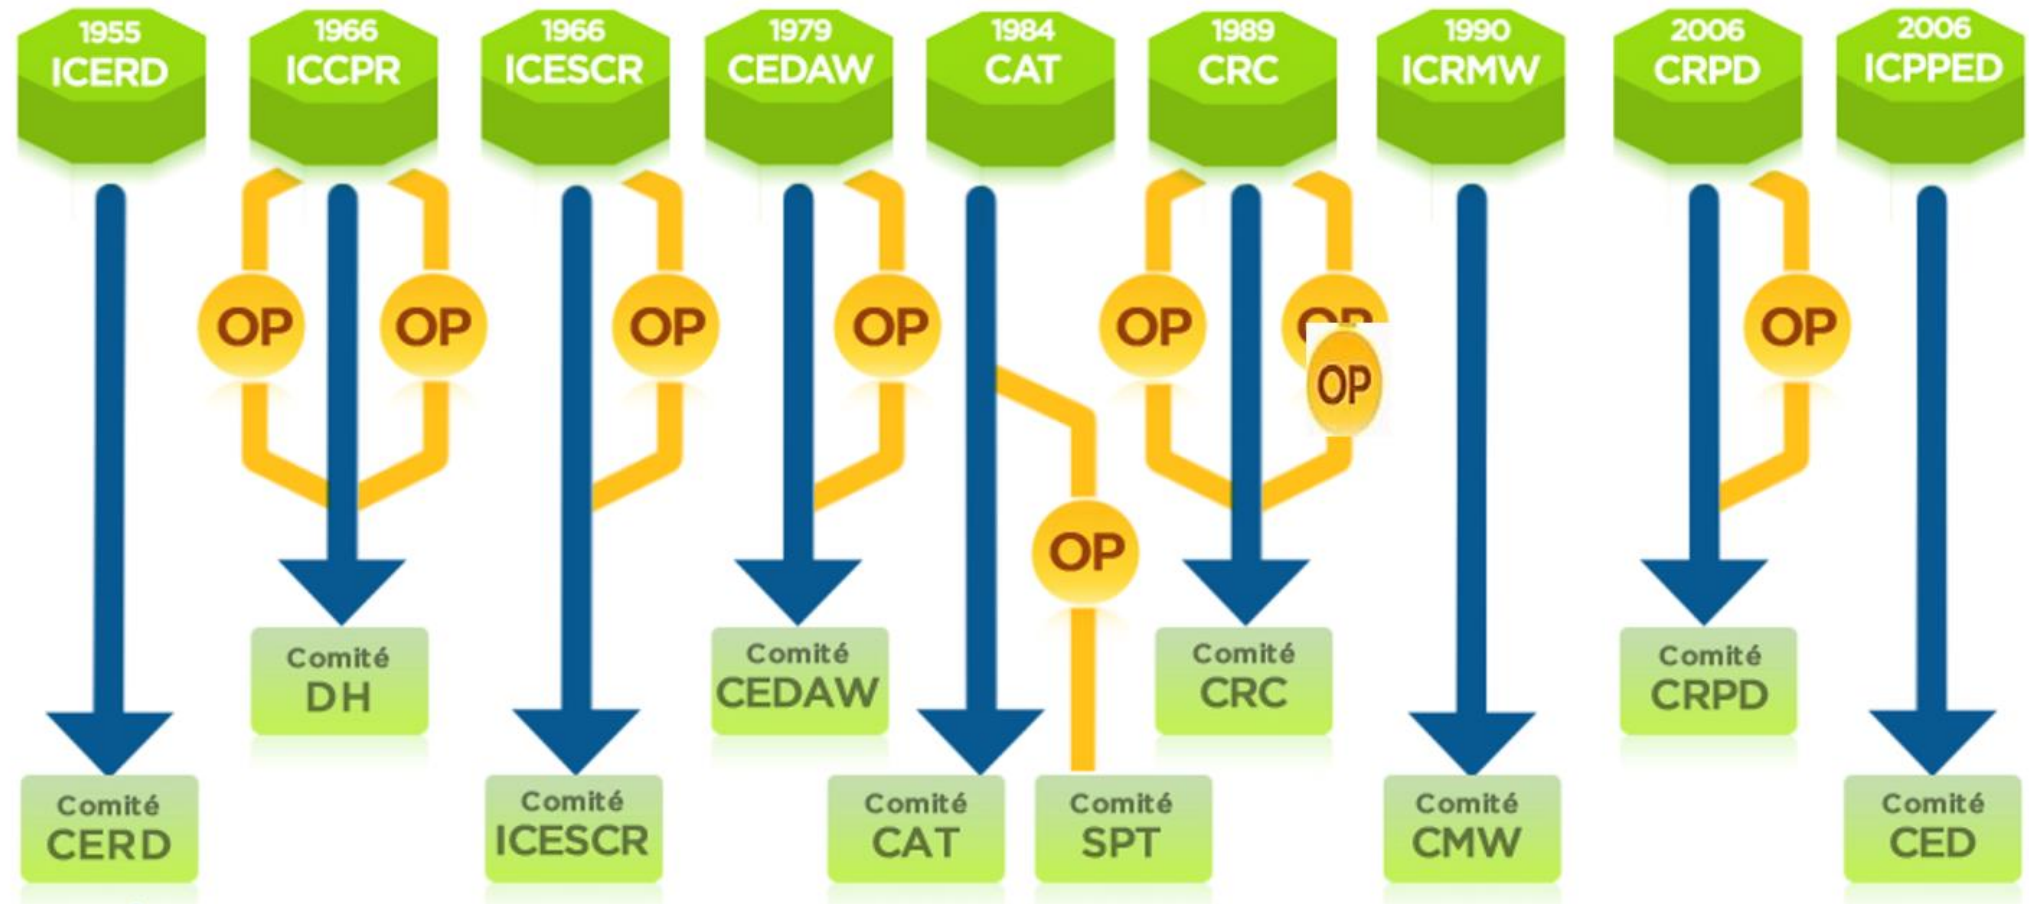 1955
ICERD
1966
ICCPR
1966
ICESCR
1979
CEDAW
1984
CAT
1989
CRC
1990
ICRMW
2006
CRPD
2006
ICPPED
OP
OP
OP
OP
OP
OP
OP
OP
OP
Comité
DH
Comité
CEDAW
Comité
CRC
Comité
CRPD
Comité
CERD
Comité
ICESCR
Comité
CAT
Comité
SPT
Comité
CMW
Comité
CED